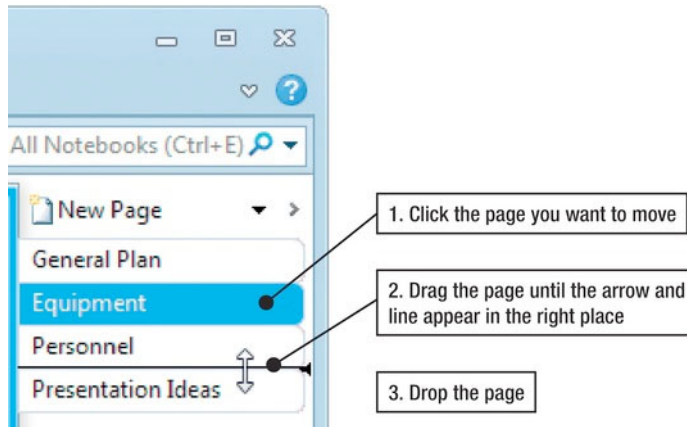 All Notebooks (Ctrl+E)
New Page
General Plan
Equipment
Personnel
Presentation Ideas
1. Click the page you want to move
2. Drag the page until the arrow and
line appear in the right place
3. Drop the page